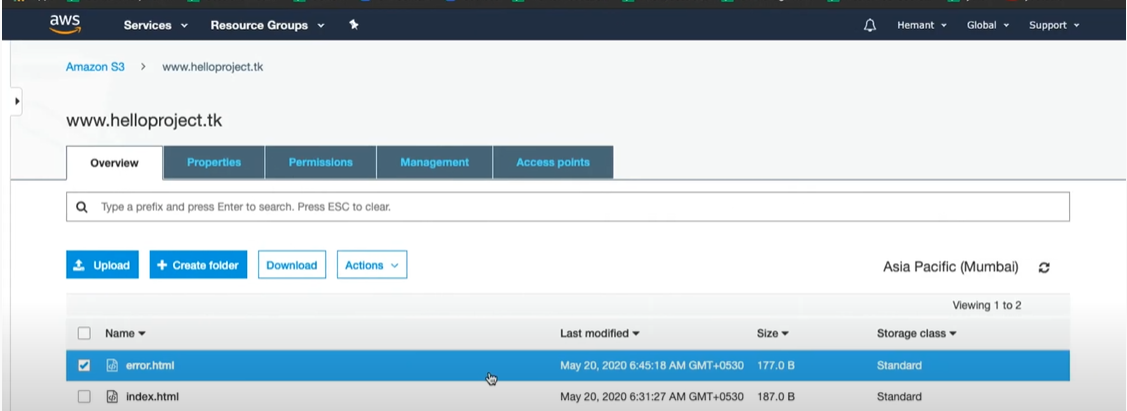 aws Services Resource Groups Hemant Global Support
Amazon S3 > www.helloproject.tk
www.helloproject.tk
Overview Properties Permissions Management Access points
Type a prefix and press Enter to search. Press ESC to clear.
Upload + Create folder Download Actions Asia Pacific (Mumbai)
Viewing 1 to 2
Name Last modified Size Storage class
error.html May 20, 2020 6:45:18 AM GMT+0530 177.0 B Standard
index.html May 20, 2020 6:31:27 AM GMT+0530 187.0 B Standard